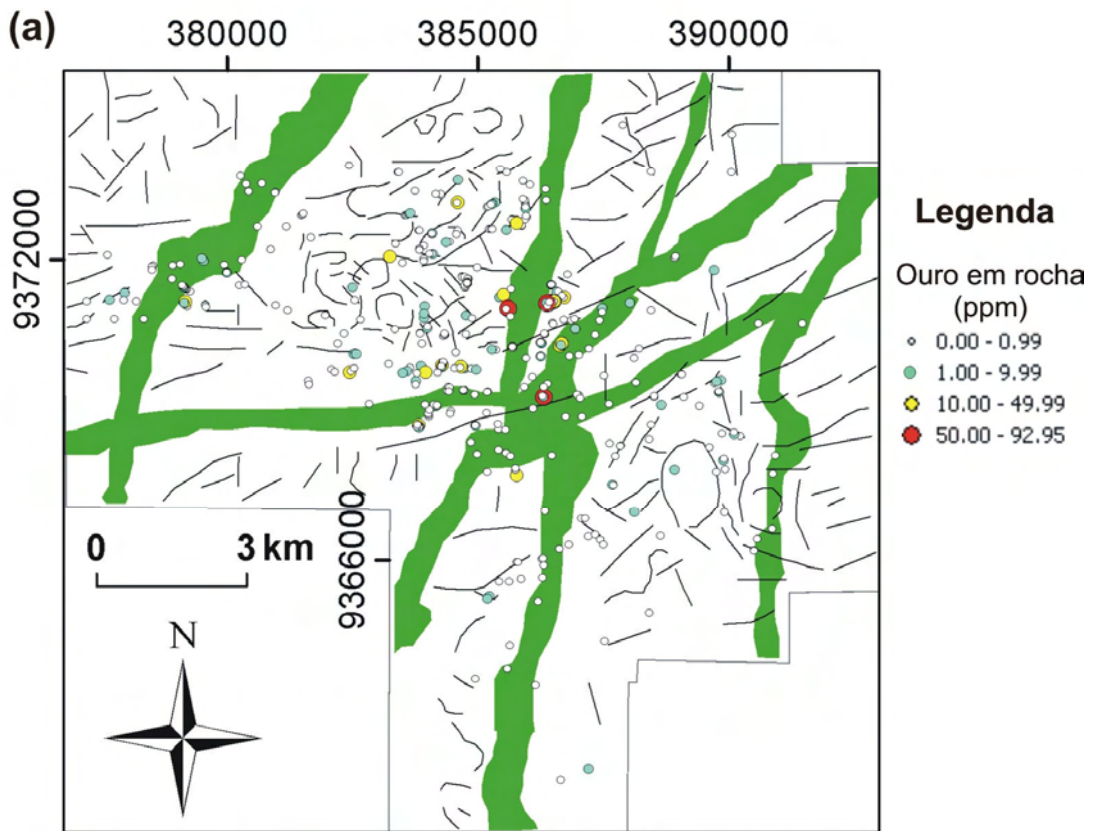 (a)
380000 385000 390000
9372000
9366000
0 3 km
N
Legenda
Ouro em rocha
(ppm)
0.00 - 0.99
1.00 - 9.99
10.00 - 49.99
50.00 - 92.95